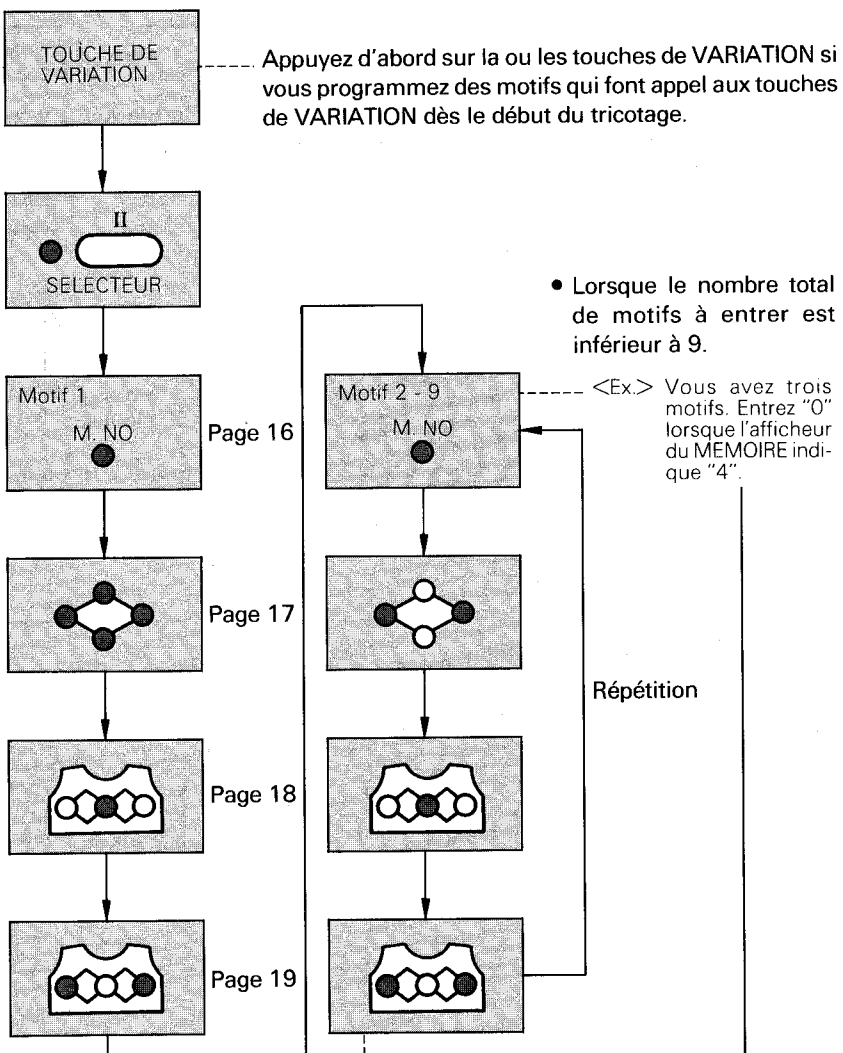 TOUCHE DE
VARIATION
Appuyez d'abord sur la ou les touches de VARIATION si
vous programmez des motifs qui font appel aux touches
de VARIATION dès le début du tricotage.
II
SELECTEUR
• Lorsque le nombre total
de motifs à entrer est
inférieur à 9.
Motif 1
M. NO
Page 16
Motif 2 - 9
M. NO
<Ex.> Vous avez trois
motifs. Entrez "0"
lorsque l'afficheur
du MEMOIRE indi-
que "4".
Page 17
Répétition
Page 18
Page 19